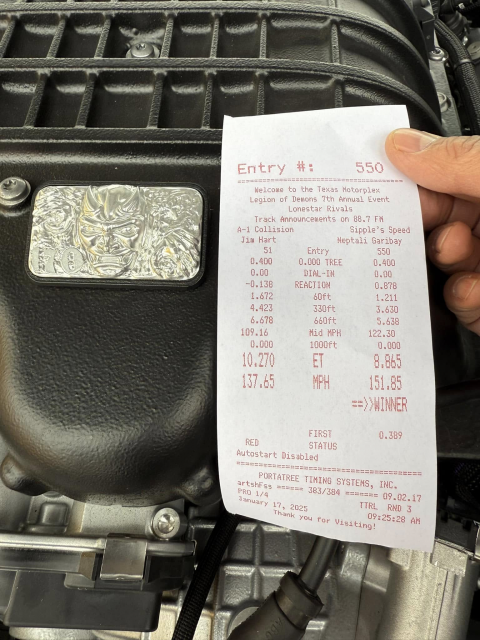 Entry #: 550
Welcome to the Texas Motorplex
Legion of Demons 7th Annual Event
Lonestar Rivals
Track Announcements on 88.7 FM
A-1 Collision Sipple's Speed
Jim Hart Heptali Garibay
51 Entry 550
0.400 0.000 TREE 0.400
0.00 DIAL-IN 0.00
-0.138 REACTION 0.878
1.672 60ft 1.211
4.423 330ft 3.630
6.678 660ft 5.638
109.16 Mid MPH 122.30
0.000 1000ft 0.000
10.270 ET 8.865
137.65 MPH 151.85
==>>WINNER
FIRST 0.389
RED STATUS
Autostart Disabled
PORTATREE TIMING SYSTEMS, INC.
artshFss ====== 303/304 ====== 09.02.17
PRO 1/4 TTRL RND 3
January 17, 2025 09:25:28 AM
Thank you for Visiting!